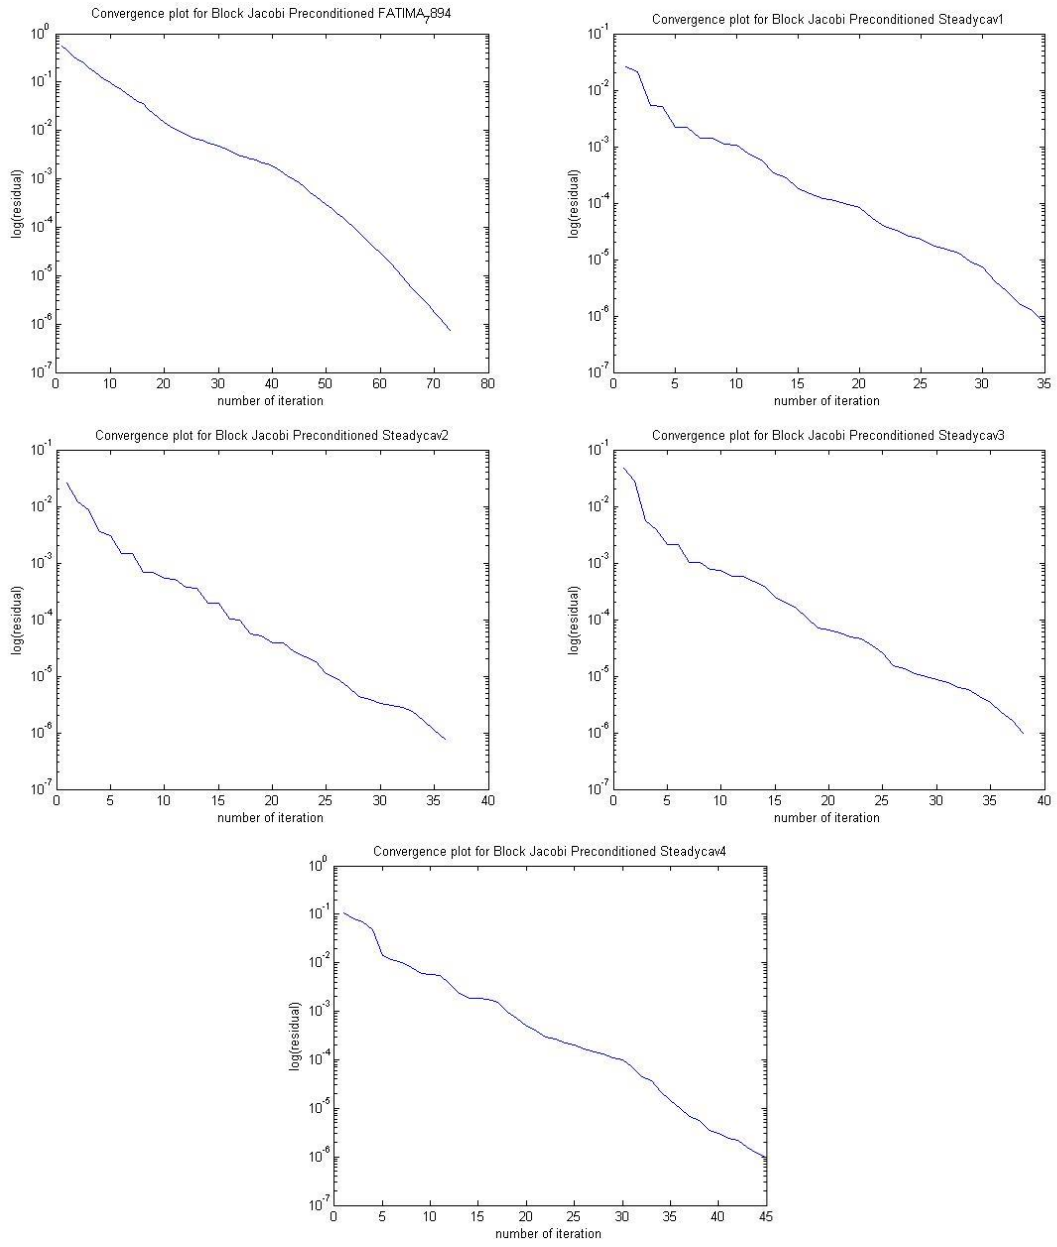 Convergence plot for Block Jacobi Preconditioned FATIMA₇894
10^0
10^-1
10^-2
10^-3
10^-4
10^-5
10^-6
10^-7
log(residual)
0 10 20 30 40 50 60 70 80
number of iteration
Convergence plot for Block Jacobi Preconditioned Steadycav1
10^-1
10^-2
10^-3
10^-4
10^-5
10^-6
10^-7
log(residual)
0 5 10 15 20 25 30 35
number of iteration
Convergence plot for Block Jacobi Preconditioned Steadycav2
10^-1
10^-2
10^-3
10^-4
10^-5
10^-6
10^-7
log(residual)
0 5 10 15 20 25 30 35 40
number of iteration
Convergence plot for Block Jacobi Preconditioned Steadycav3
10^-1
10^-2
10^-3
10^-4
10^-5
10^-6
10^-7
log(residual)
0 5 10 15 20 25 30 35 40
number of iteration
Convergence plot for Block Jacobi Preconditioned Steadycav4
10^0
10^-1
10^-2
10^-3
10^-4
10^-5
10^-6
10^-7
log(residual)
0 5 10 15 20 25 30 35 40 45
number of iteration